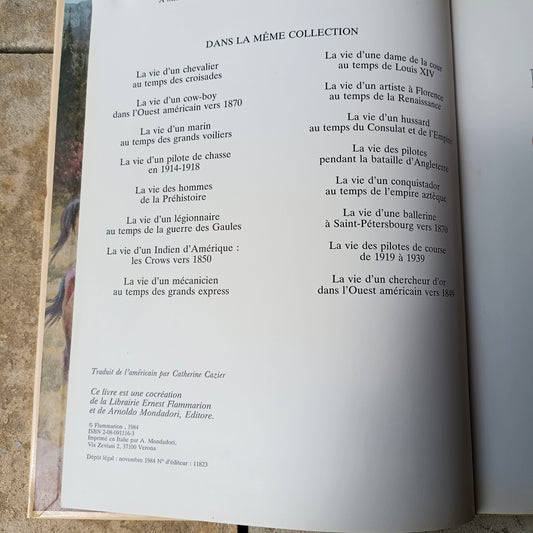 DANS LA MÊME COLLECTION
La vie d'un chevalier
au temps des croisades
La vie d'un cow-boy
dans l'Ouest américain vers 1870
La vie d'un marin
au temps des grands voiliers
La vie d'un pilote de chasse
en 1914-1918
La vie des hommes
de la Préhistoire
La vie d'un légionnaire
au temps de la guerre des Gaules
La vie d'un Indien d'Amérique :
les Crows vers 1850
La vie d'un mécanicien
au temps des grands express
La vie d'une dame de la cour
au temps de Louis XIV
La vie d'un artiste à Florence
au temps de la Renaissance
La vie d'un hussard
au temps du Consulat et de l'Empire
La vie des pilotes
pendant la bataille d'Angleterre
La vie d'un conquistador
au temps de l'empire aztèque
La vie d'une ballerine
à Saint-Pétersbourg vers 1870
La vie des pilotes de course
de 1919 à 1939
La vie d'un chercheur d'or
dans l'Ouest américain vers 1849
Traduit de l'américain par Catherine Cazier
Ce livre est une cocréation
de la Librairie Ernest Flammarion
et de Arnoldo Mondadori, Editore.
© Flammarion, 1984
ISBN 2-08-091116-3
Imprimé en Italie par A. Mondadori,
Via Zeviani 2, 37100 Verona
Dépôt légal : novembre 1984 N° d'éditeur : 11823